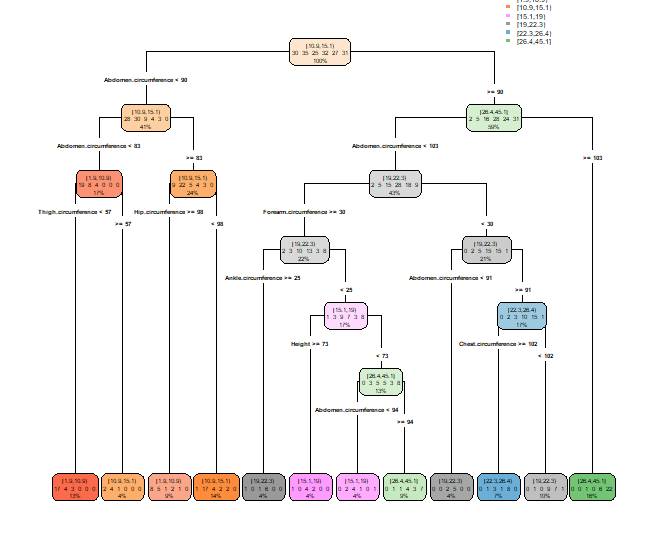 [1.9,10.9)
[10.9,15.1)
[15.1,19)
[19,22.3)
[22.3,26.4)
[26.4,45.1]
[10.9,15.1)
30 35 25 32 27 31
100%
Abdomen.circumference < 90
>= 90
[10.9,15.1)
28 30 9 4 3 0
41%
[26.4,45.1]
2 5 16 28 24 31
59%
Abdomen.circumference < 83
>= 83
Abdomen.circumference < 103
>= 103
[1.9,10.9)
19 8 4 0 0 0
17%
[10.9,15.1)
9 22 5 4 3 0
24%
[19,22.3)
2 5 15 28 18 9
43%
Thigh.circumference < 57
>= 57
Hip.circumference >= 98
< 98
Forearm.circumference >= 30
< 30
[19,22.3)
2 3 10 13 3 8
22%
[19,22.3)
0 2 5 15 15 1
21%
Ankle.circumference >= 25
< 25
Abdomen.circumference < 91
>= 91
[15.1,19)
1 3 9 7 3 8
17%
[22.3,26.4)
0 2 3 10 15 1
17%
Height >= 73
< 73
Chest.circumference >= 102
< 102
[26.4,45.1]
0 3 5 5 3 8
13%
Abdomen.circumference < 94
>= 94
[1.9,10.9)
17 4 3 0 0 0
13%
[10.9,15.1)
2 4 1 0 0 0
4%
[1.9,10.9)
8 5 1 2 1 0
9%
[10.9,15.1)
1 17 4 2 2 0
14%
[19,22.3)
1 0 1 6 0 0
4%
[15.1,19)
1 0 4 2 0 0
4%
[15.1,19)
0 2 4 1 0 1
4%
[26.4,45.1]
0 1 1 4 3 7
9%
[19,22.3)
0 0 2 5 0 0
4%
[22.3,26.4)
0 1 3 1 8 0
7%
[19,22.3)
0 1 0 9 7 1
10%
[26.4,45.1]
0 0 1 0 6 22
16%